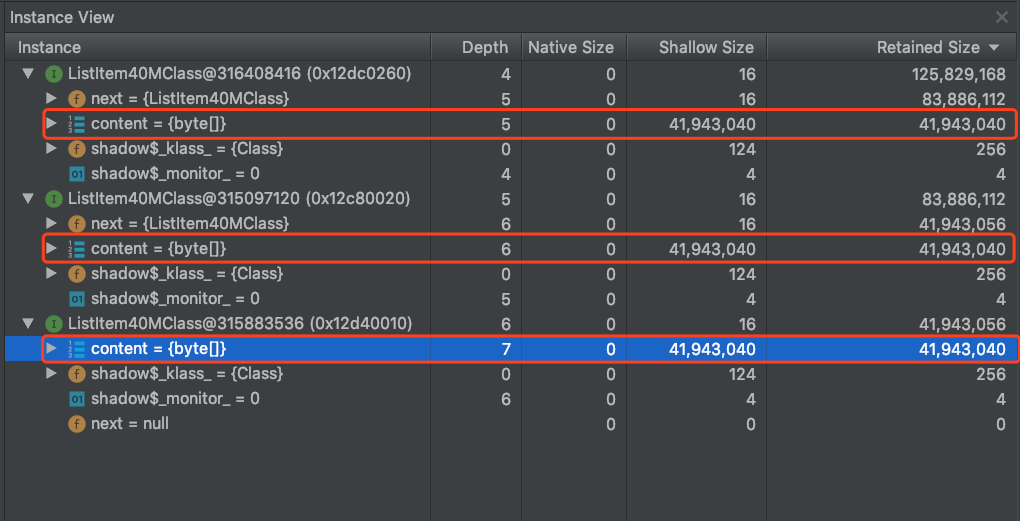 Instance View
Instance Depth Native Size Shallow Size Retained Size
ListItem40MClass@316408416 (0x12dc0260) 4 0 16 125,829,168
next = {ListItem40MClass} 5 0 16 83,886,112
content = {byte[]} 5 0 41,943,040 41,943,040
shadow$_klass_ = {Class} 0 0 124 256
shadow$_monitor_ = 0 4 0 4 4
ListItem40MClass@315097120 (0x12c80020) 5 0 16 83,886,112
next = {ListItem40MClass} 6 0 16 41,943,056
content = {byte[]} 6 0 41,943,040 41,943,040
shadow$_klass_ = {Class} 0 0 124 256
shadow$_monitor_ = 0 5 0 4 4
ListItem40MClass@315883536 (0x12d40010) 6 0 16 41,943,056
content = {byte[]} 7 0 41,943,040 41,943,040
shadow$_klass_ = {Class} 0 0 124 256
shadow$_monitor_ = 0 6 0 4 4
next = null 0 0 0